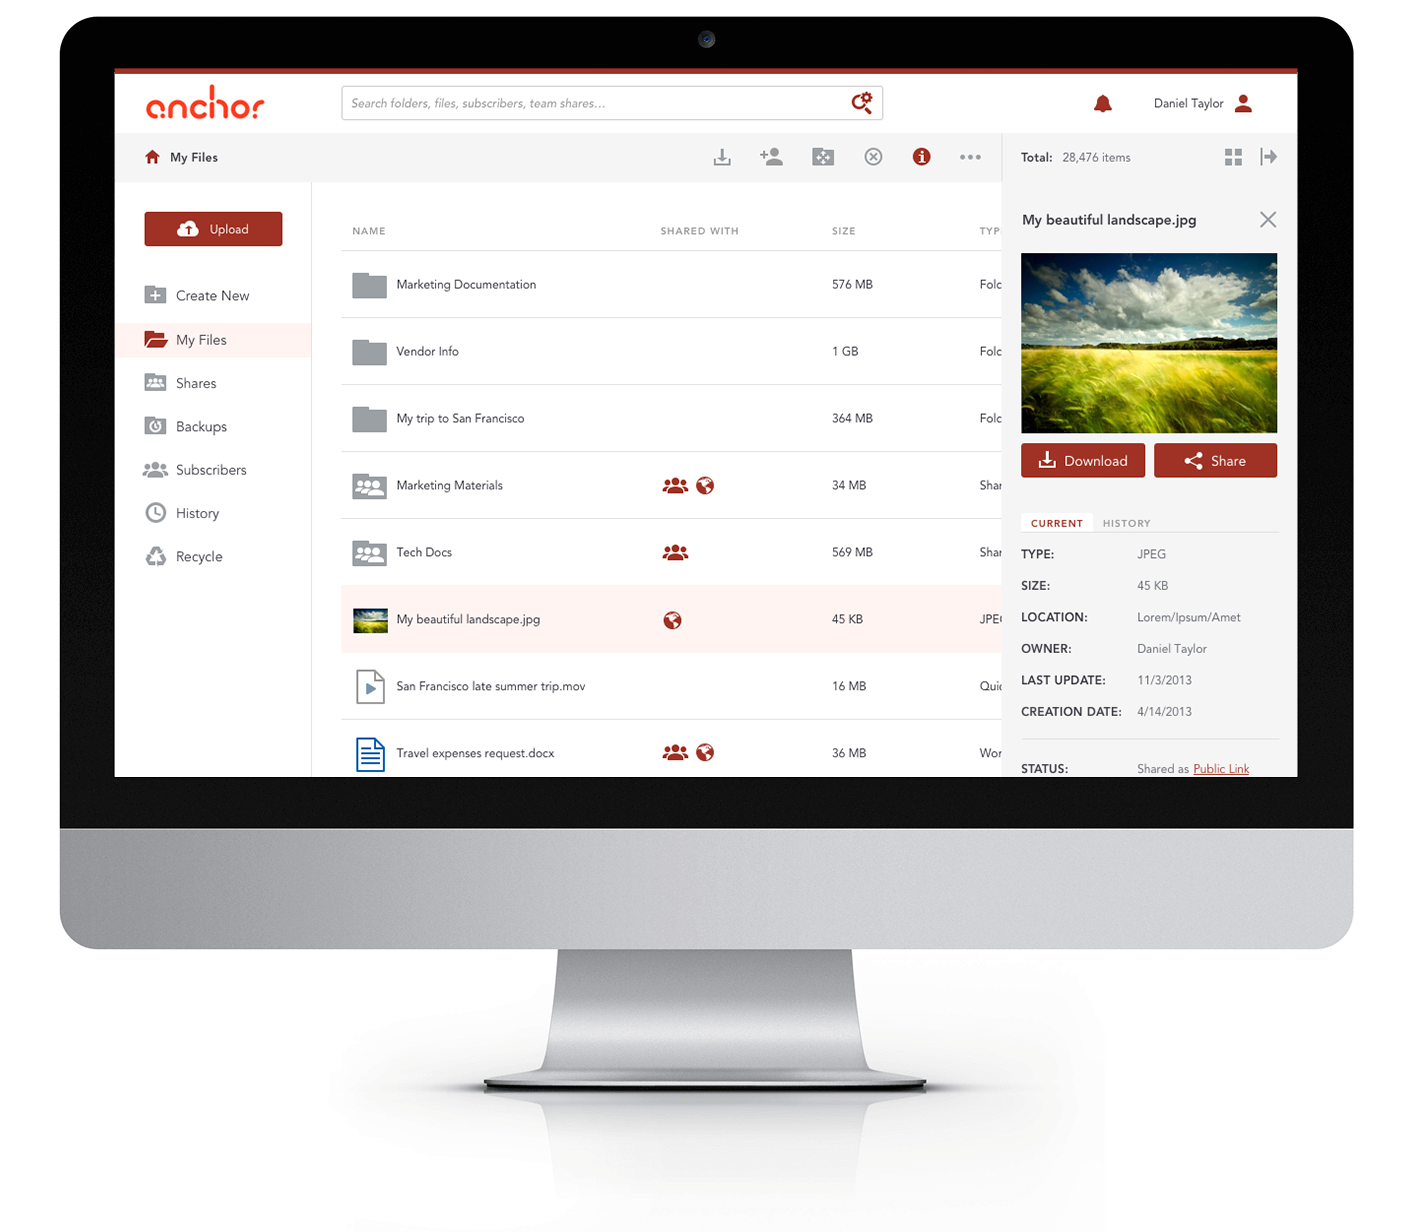 anchor
Search folders, files, subscribers, team shares...
Daniel Taylor
My Files
Total: 28,476 items
Upload
Create New
My Files
Shares
Backups
Subscribers
History
Recycle
NAME SHARED WITH SIZE TYP
Marketing Documentation 576 MB Fold
Vendor Info 1 GB Fold
My trip to San Francisco 364 MB Fold
Marketing Materials 34 MB Shar
Tech Docs 569 MB Shar
My beautiful landscape.jpg 45 KB JPE
San Francisco late summer trip.mov 16 MB Quic
Travel expenses request.docx 36 MB Wor
My beautiful landscape.jpg
Download Share
CURRENT HISTORY
TYPE: JPEG
SIZE: 45 KB
LOCATION: Lorem/Ipsum/Amet
OWNER: Daniel Taylor
LAST UPDATE: 11/3/2013
CREATION DATE: 4/14/2013
STATUS: Shared as Public Link